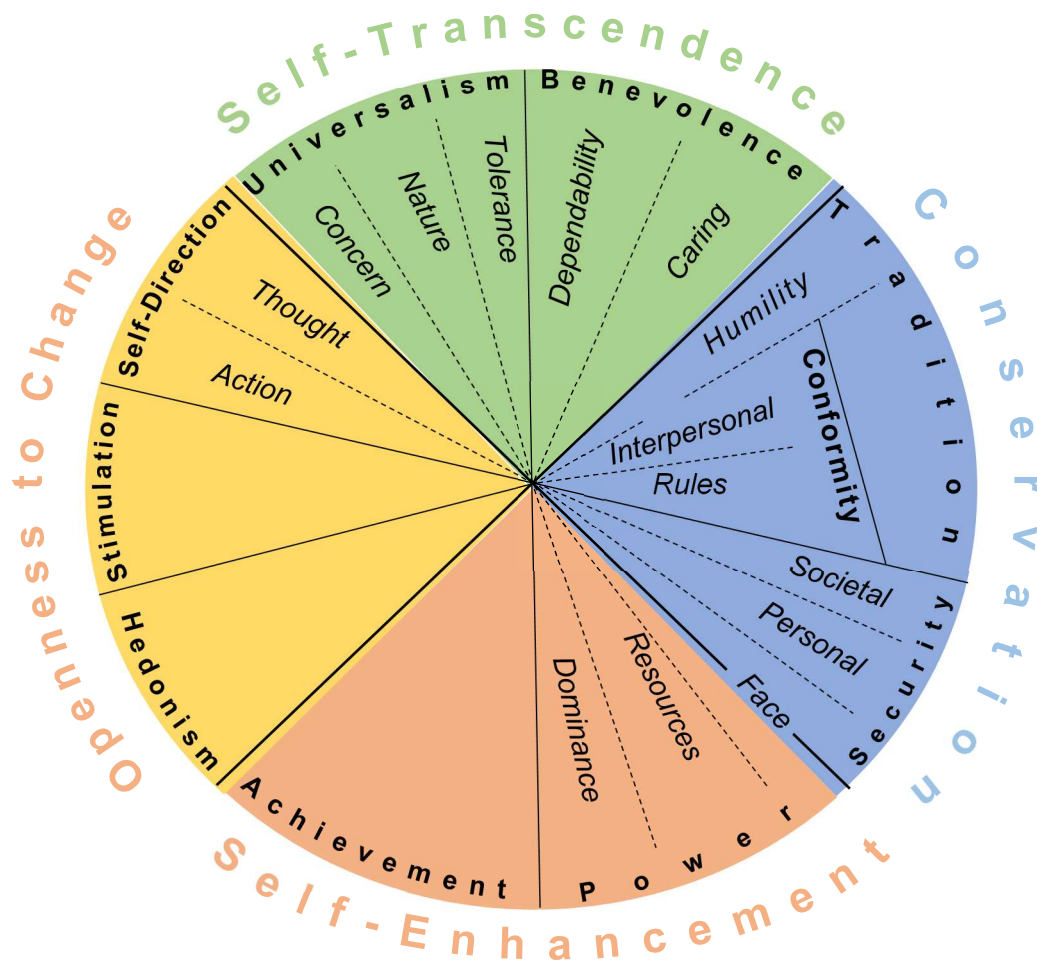 Self-Transcendence
Conservation
Self-Enhancement
Openness to Change
Universalism
Concern
Nature
Tolerance
Benevolence
Dependability
Caring
Tradition
Humility
Conformity
Interpersonal
Rules
Security
Societal
Personal
Face
Power
Resources
Dominance
Achievement
Hedonism
Stimulation
Self-Direction
Action
Thought